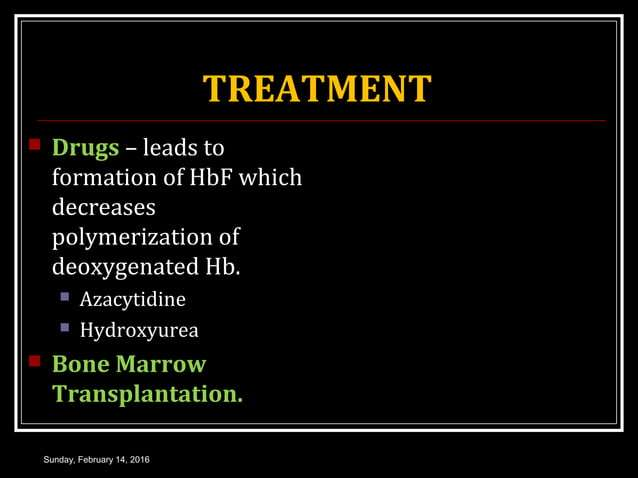 TREATMENT
Drugs – leads to
formation of HbF which
decreases
polymerization of
deoxygenated Hb.
Azacytidine
Hydroxyurea
Bone Marrow
Transplantation.
Sunday, February 14, 2016